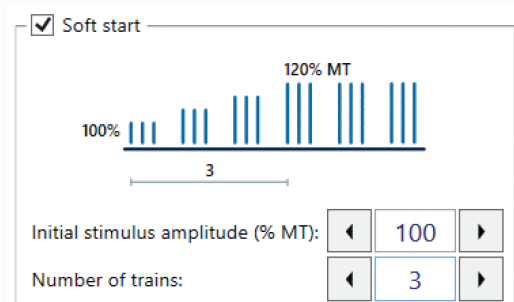 Soft start
120% MT
100%
3
Initial stimulus amplitude (% MT): 100
Number of trains: 3